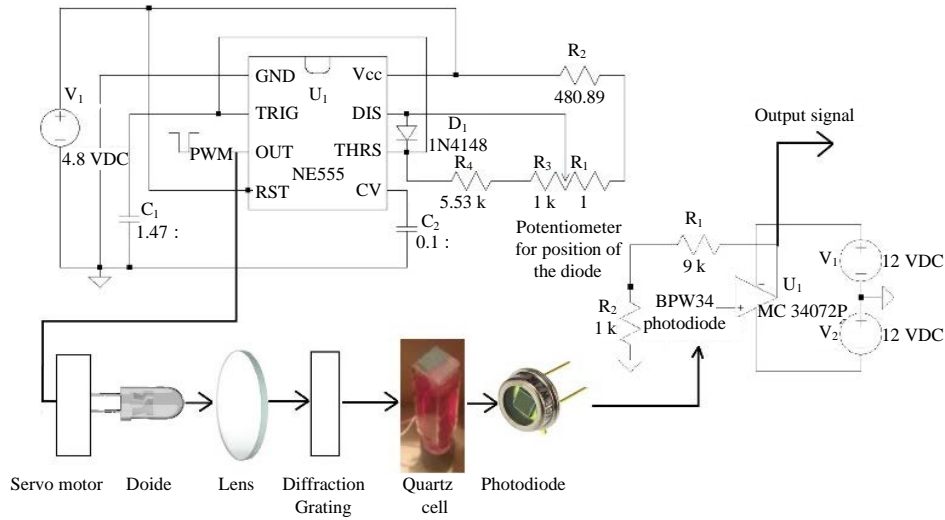 V1
4.8 VDC
C1
1.47 :
GND
TRIG
OUT
RST
U1
NE555
Vcc
DIS
THRS
CV
PWM
D1
1N4148
R2
480.89
R4
5.53 k
R3
1 k
R1
1
C2
0.1 :
Potentiometer
for position of
the diode
Output signal
R1
9 k
R2
1 k
BPW34
photodiode
U1
MC 34072P
V1
12 VDC
V2
12 VDC
Servo motor
Doide
Lens
Diffraction
Grating
Quartz
cell
Photodiode